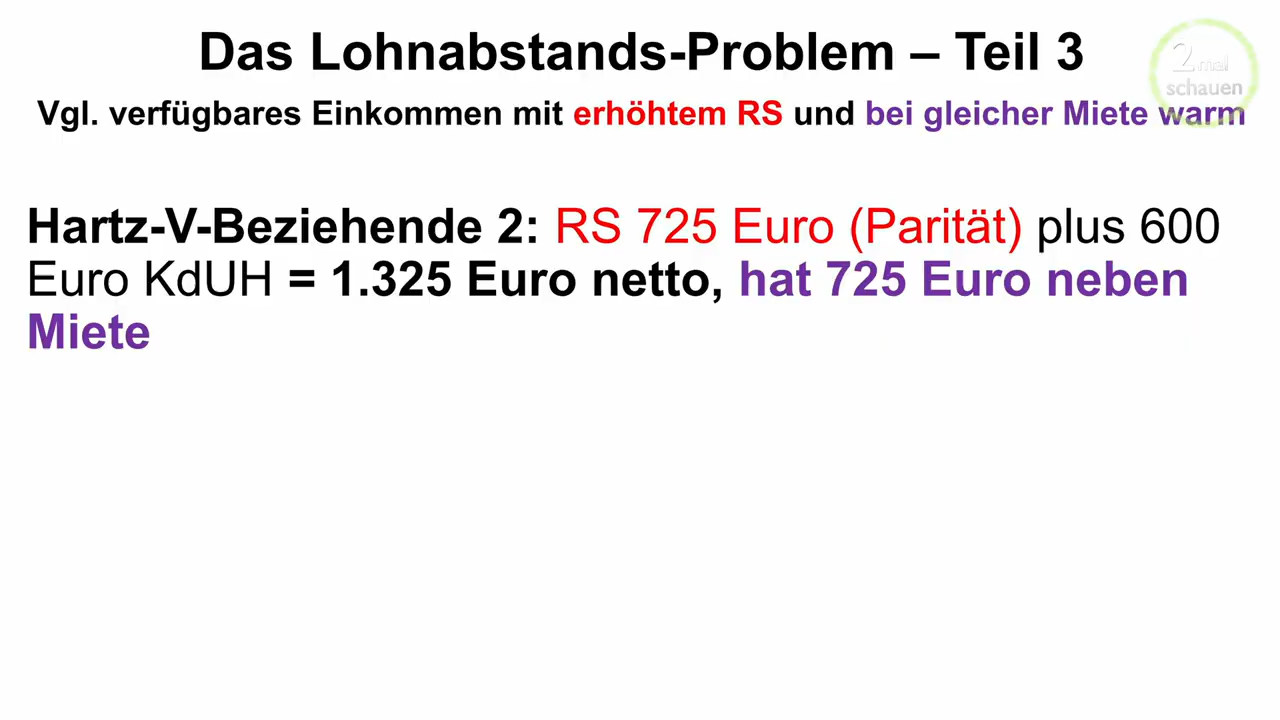 Das Lohnabstands-Problem – Teil 3
Vgl. verfügbares Einkommen mit erhöhtem RS und bei gleicher Miete warm
2 mal
schauen
Hartz-V-Beziehende 2: RS 725 Euro (Parität) plus 600
Euro KdUH = 1.325 Euro netto, hat 725 Euro neben
Miete